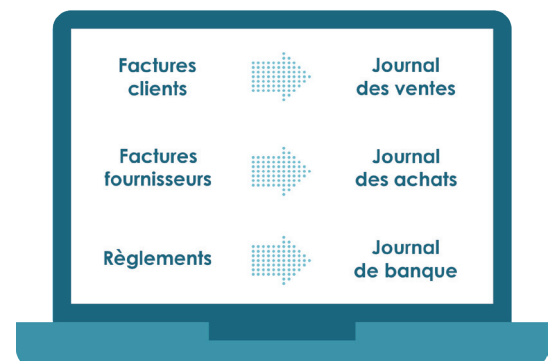 Factures
clients
Journal
des ventes
Factures
fournisseurs
Journal
des achats
Règlements
Journal
de banque